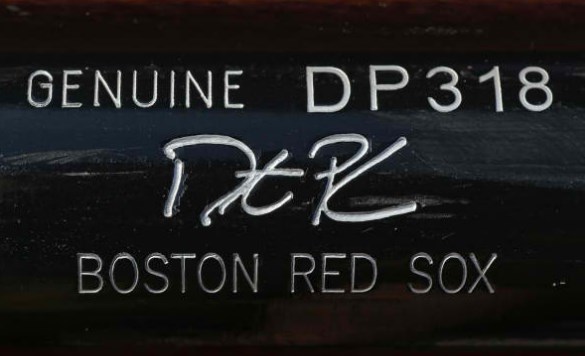 GENUINE DP318
BOSTON RED SOX